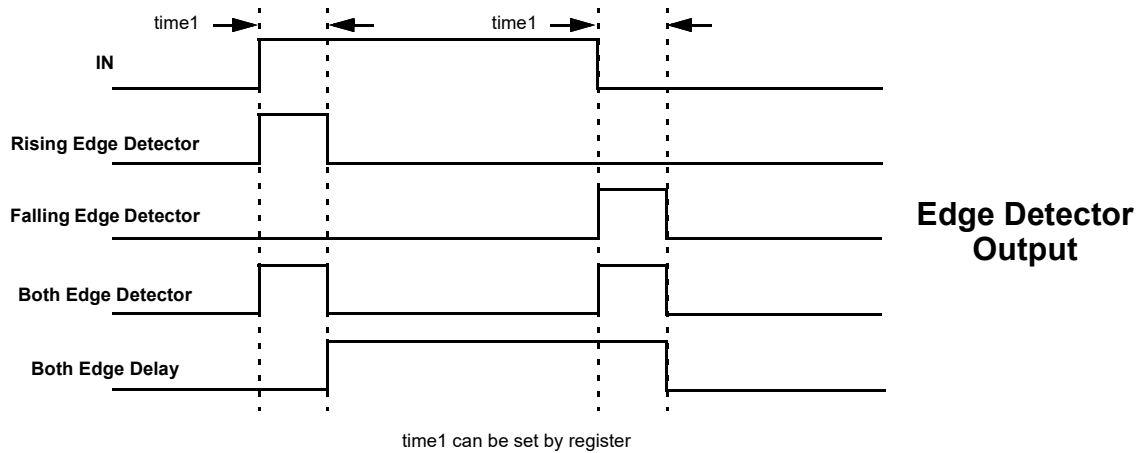 time1
time1
IN
Rising Edge Detector
Falling Edge Detector
Edge Detector
Output
Both Edge Detector
Both Edge Delay
time1 can be set by register